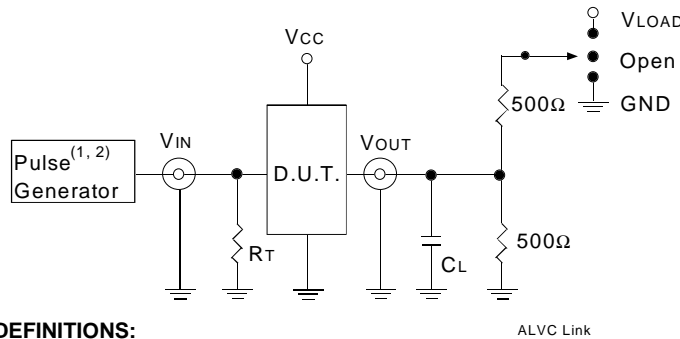 VLOAD
VCC
Open
500Ω
GND
VIN
VOUT
Pulse(1, 2)
Generator
D.U.T.
RT
500Ω
CL
DEFINITIONS:
ALVC Link